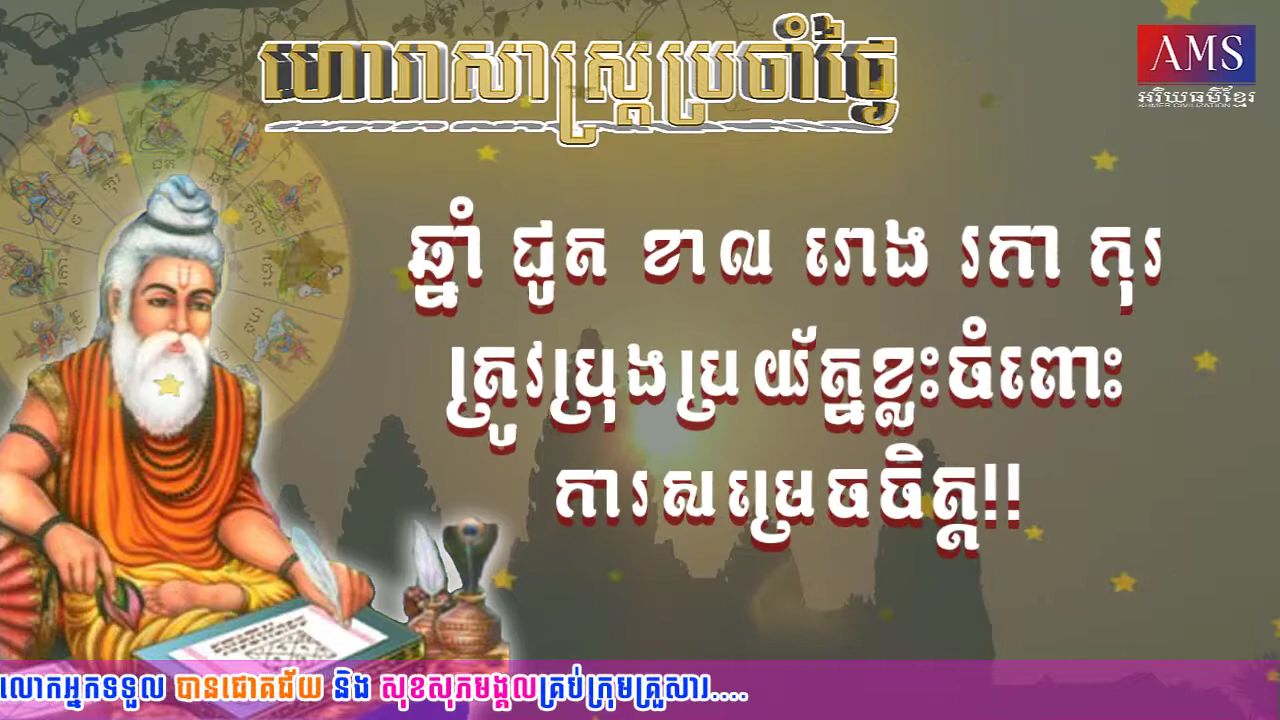 ហោរាសាស្ត្រប្រចាំថ្ងៃ
AMS
អរិយធម៌ខ្មែរ
KHMER CIVILIZATION
ឆ្នាំ ជូត ខាល រោង រកា កុរ
ត្រូវប្រុងប្រយ័ត្នខ្លះចំពោះ
ការសម្រេចចិត្ត!!
លោកអ្នកទទួល បានជោគជ័យ និង សុខសុភមង្គលគ្រប់ក្រុមគ្រួសារ....